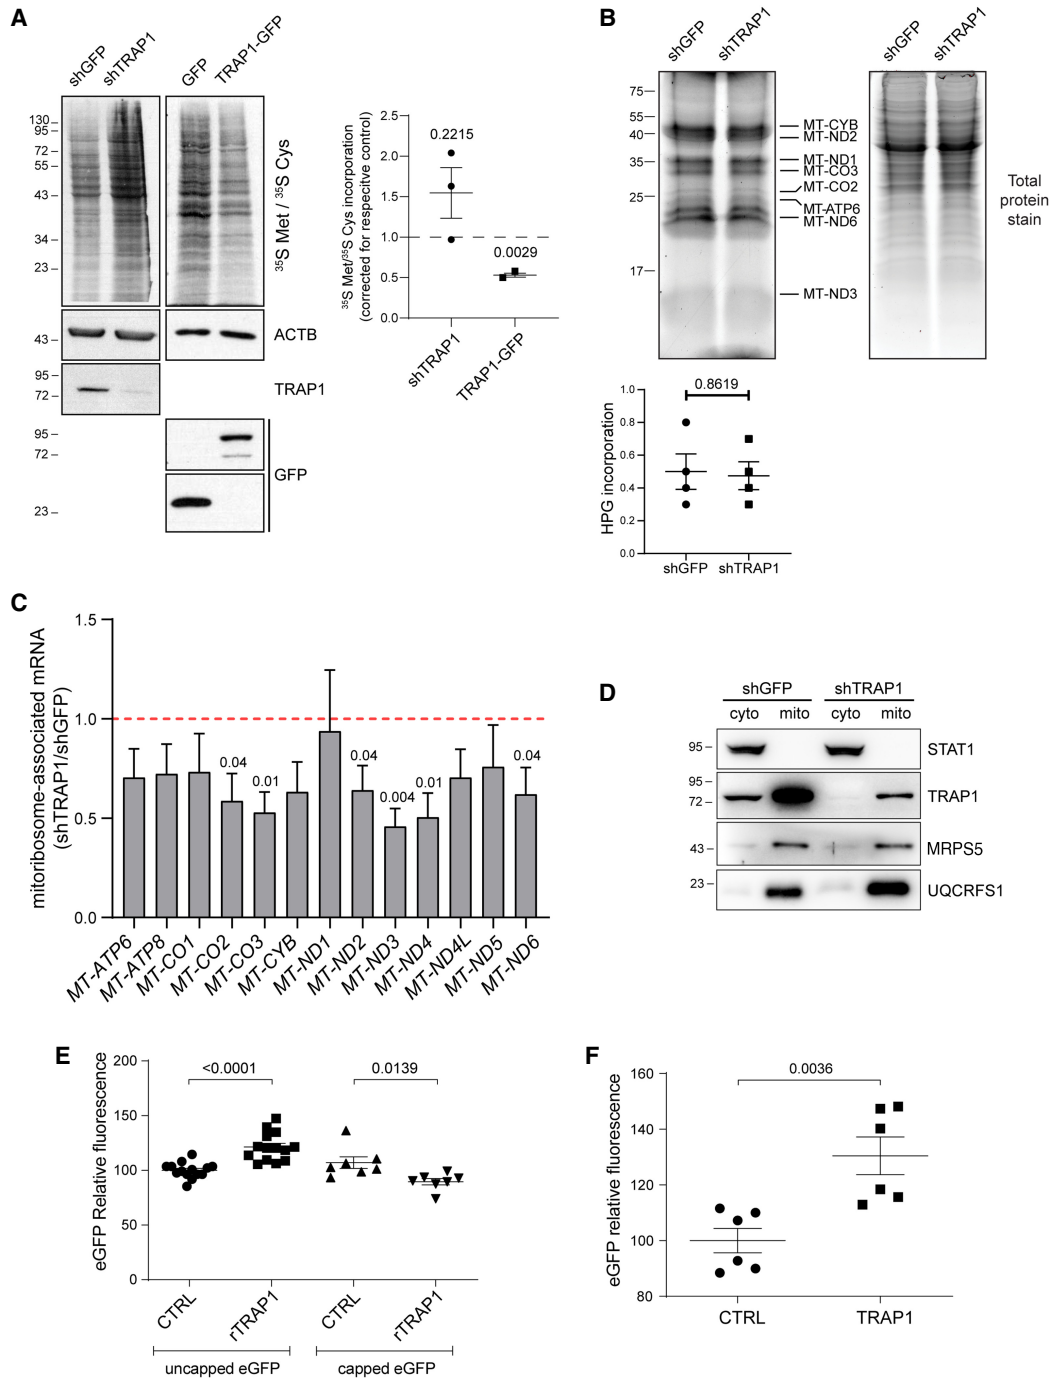 A
shGFP
shTRAP1
GFP
TRAP1-GFP
130
95
72
55
43
34
23
³⁵S Met / ³⁵S Cys
43
ACTB
95
72
TRAP1
95
72
23
GFP
³⁵S Met/³⁵S Cys incorporation
(corrected for respecitve control)
2.5
2.0
1.5
1.0
0.5
0.0
0.2215
0.0029
shTRAP1
TRAP1-GFP
B
shGFP
shTRAP1
75
55
40
35
25
17
MT-CYB
MT-ND2
MT-ND1
MT-CO3
MT-CO2
MT-ATP6
MT-ND6
MT-ND3
shGFP
shTRAP1
Total
protein
stain
HPG incorporation
1.0
0.8
0.6
0.4
0.2
0.0
0.8619
shGFP
shTRAP1
C
mitoribosome-associated mRNA
(shTRAP1/shGFP)
1.5
1.0
0.5
0.0
0.04
0.01
0.04
0.004
0.01
0.04
MT-ATP6
MT-ATP8
MT-CO1
MT-CO2
MT-CO3
MT-CYB
MT-ND1
MT-ND2
MT-ND3
MT-ND4
MT-ND4L
MT-ND5
MT-ND6
D
shGFP
shTRAP1
cyto
mito
cyto
mito
95
STAT1
95
72
TRAP1
43
MRPS5
23
UQCRFS1
E
eGFP Relative fluorescence
200
150
100
50
0
<0.0001
0.0139
CTRL
rTRAP1
CTRL
rTRAP1
uncapped eGFP
capped eGFP
F
eGFP relative fluorescence
160
140
120
100
80
0.0036
CTRL
TRAP1